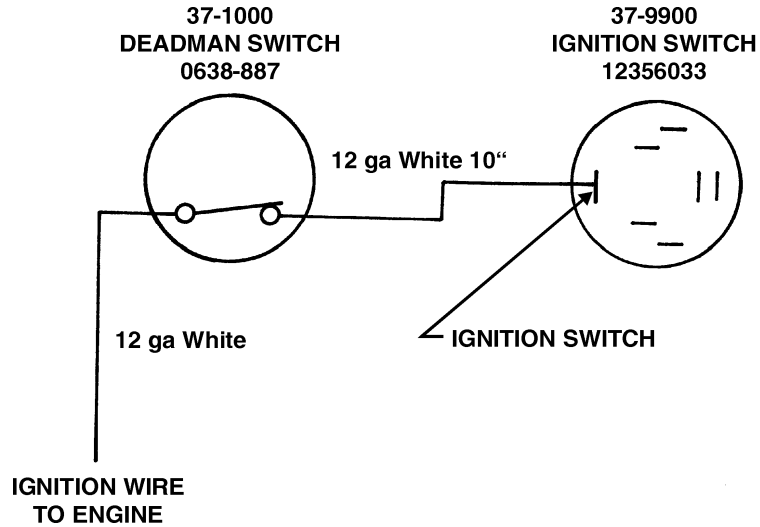 37-1000
DEADMAN SWITCH
0638-887
37-9900
IGNITION SWITCH
12356033
12 ga White 10“
12 ga White
IGNITION SWITCH
IGNITION WIRE
TO ENGINE